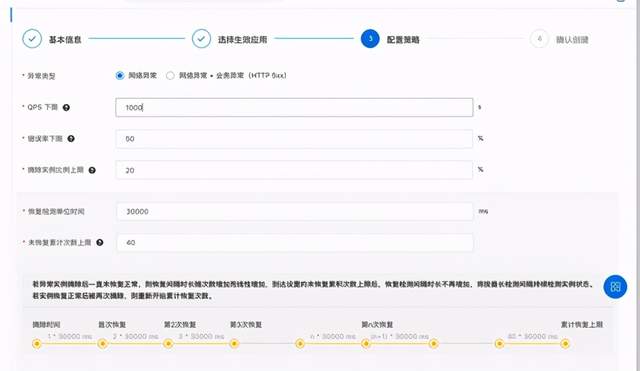 基本信息
选择生效应用
3
配置策略
4
确认创建
* 异常类型
网络异常
网络异常 + 业务异常 (HTTP 5xx)
* QPS 下限
1000
s
* 错误率下限
50
%
* 摘除实例比例上限
20
%
* 恢复检测单位时间
30000
ms
* 未恢复累计次数上限
40
若异常实例摘除后一直未恢复正常，则恢复间隔时长随次数增加而线性增加，到达设置的未恢复累积次数上限后，恢复检测间隔时长不再增加，将按最长检测间隔持续检测实例状态。
若实例恢复正常后被再次摘除，则重新开始累计恢复次数。
摘除时间
首次恢复
第2次恢复
第3次恢复
第n次恢复
累计恢复上限
1 * 30000 ms
2 * 30000 ms
3 * 30000 ms
n * 30000 ms
(n+1) * 30000 ms